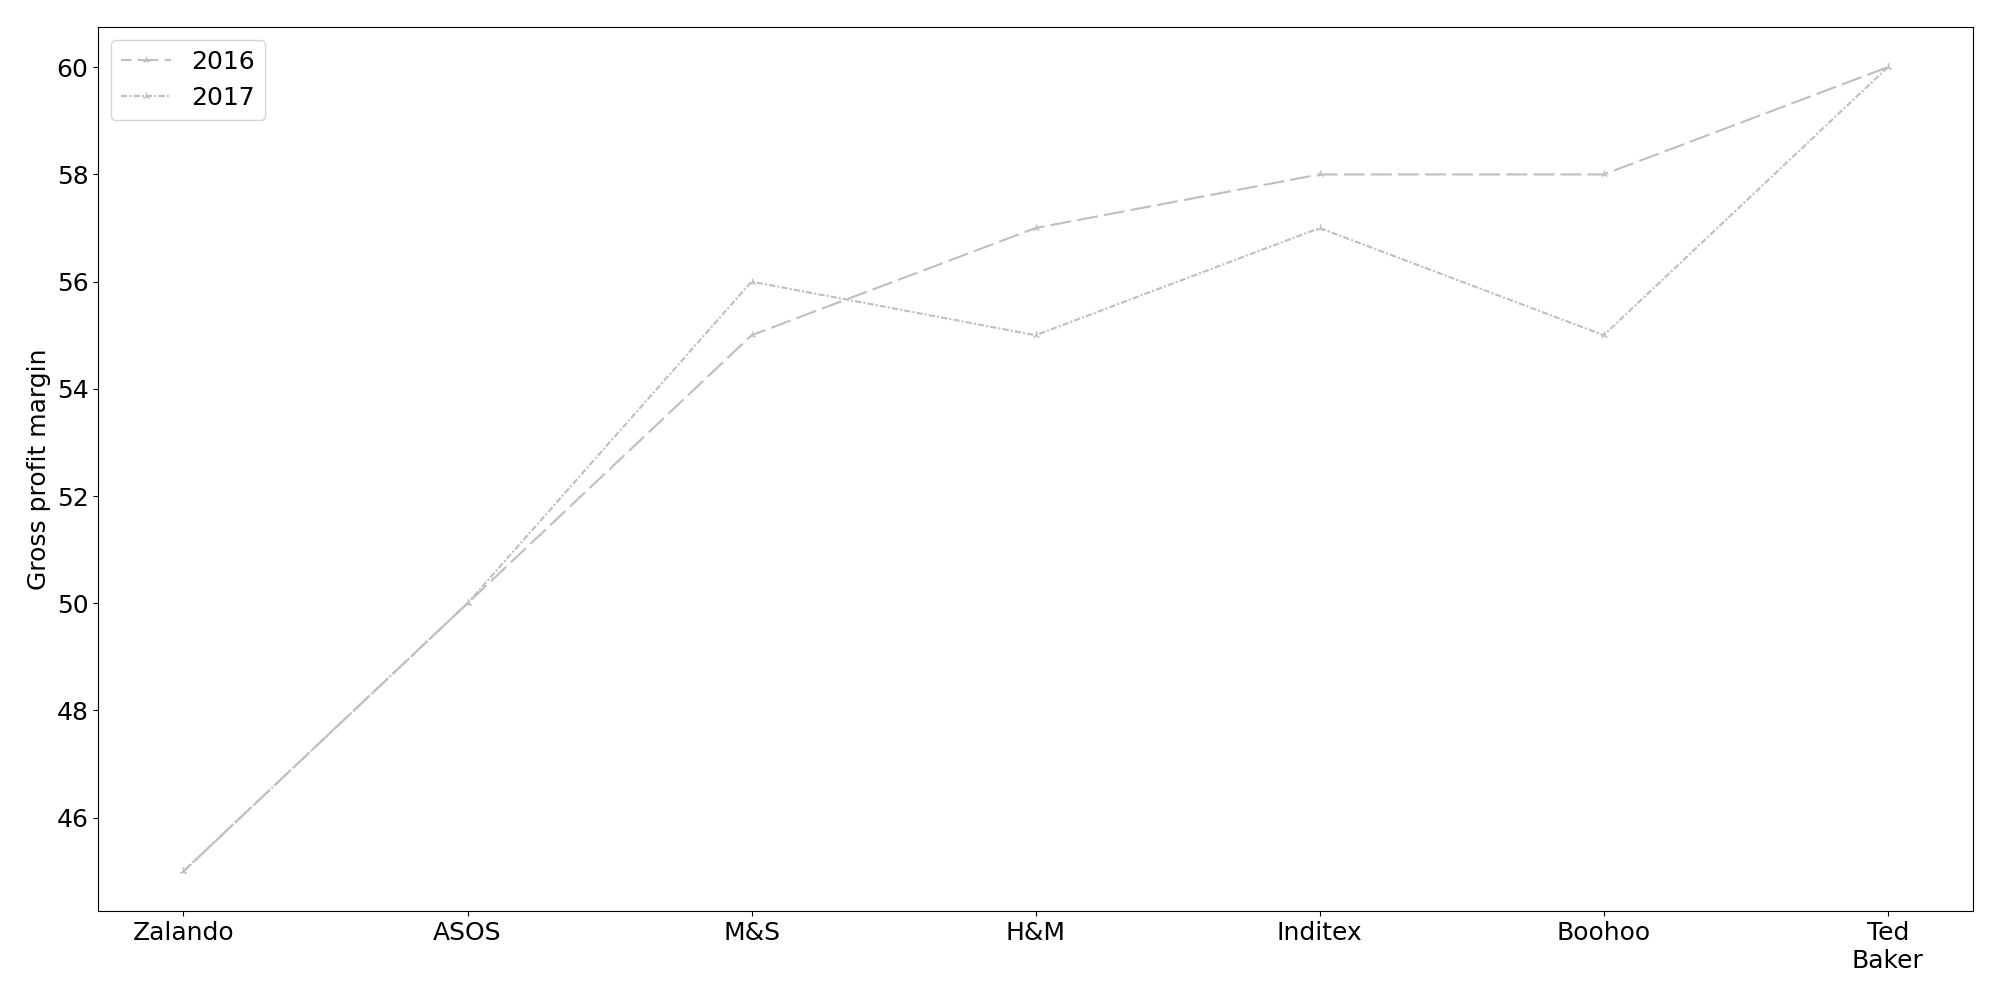 2016
2017
60
58
56
54
52
50
48
46
Gross profit margin
Zalando
ASOS
M&S
H&M
Inditex
Boohoo
Ted
Baker